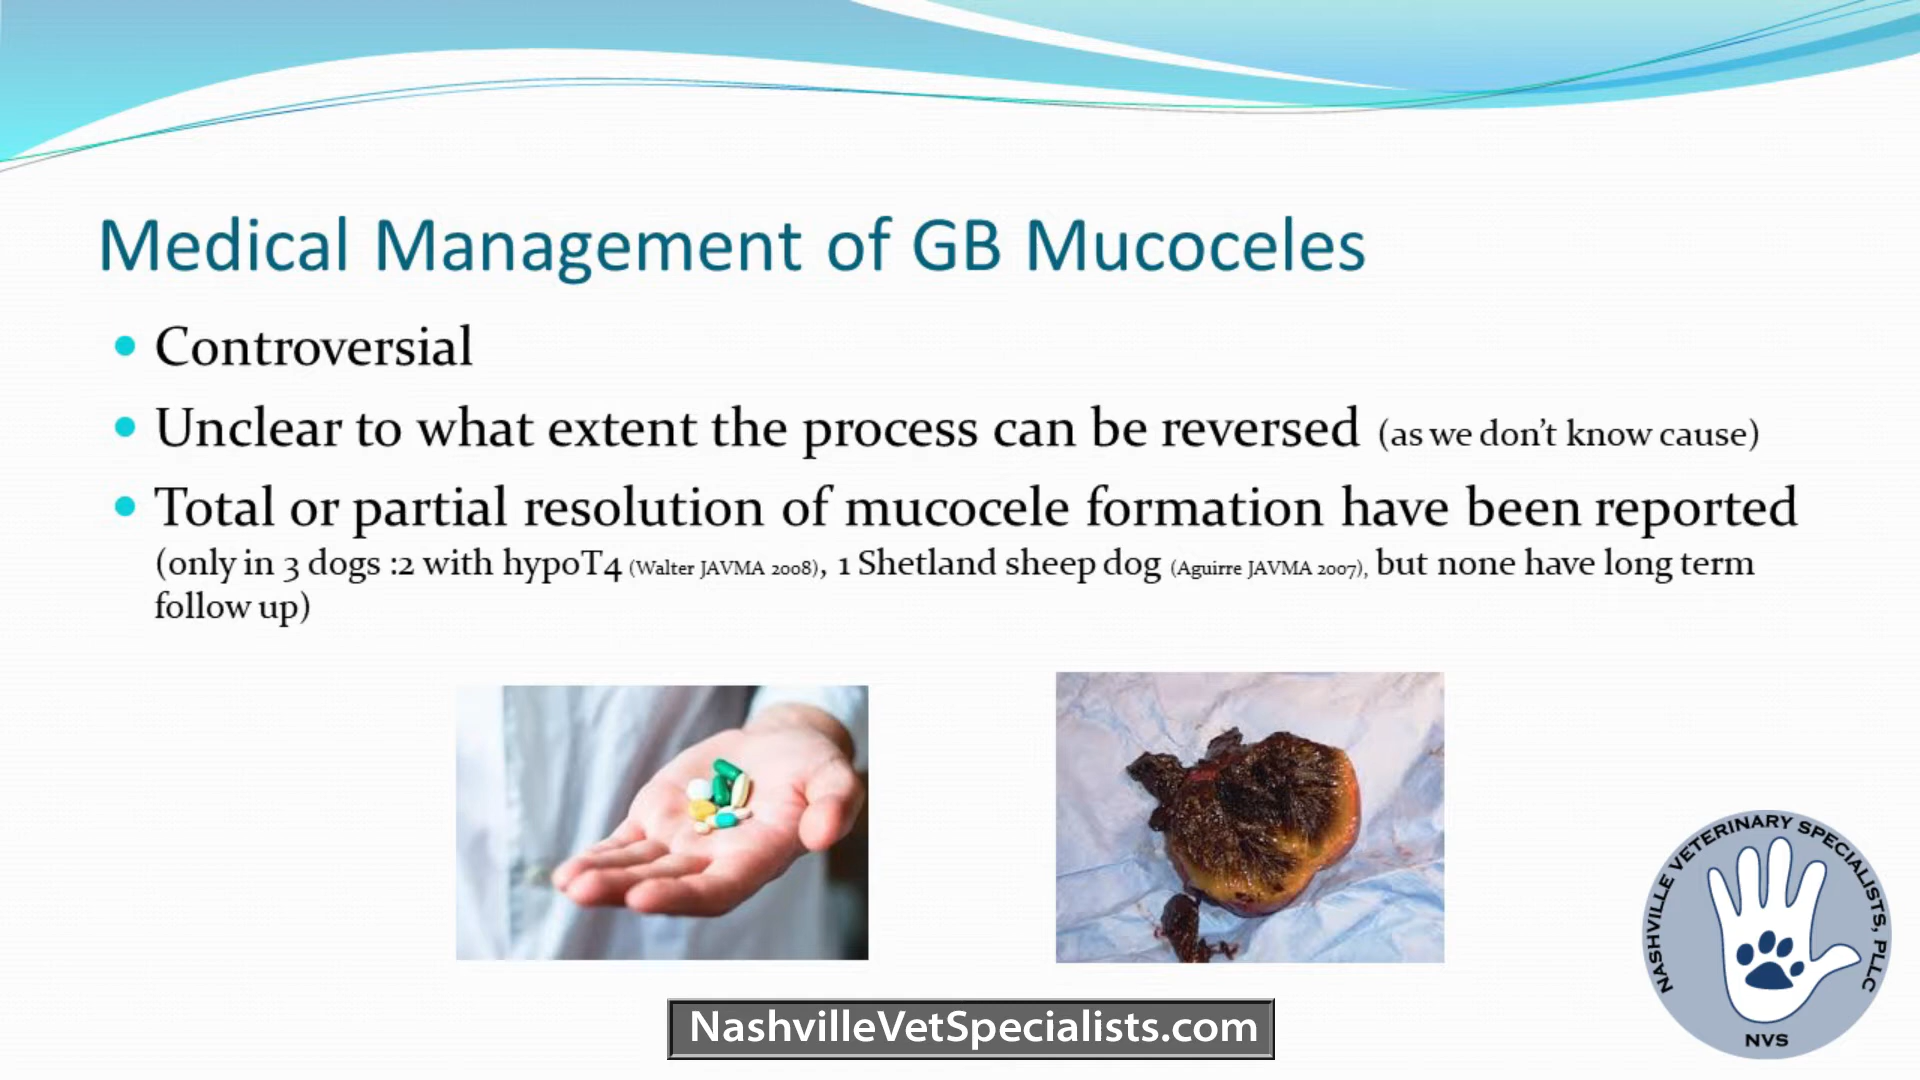 Medical Management of GB Mucoceles
Controversial
Unclear to what extent the process can be reversed (as we don't know cause)
Total or partial resolution of mucocele formation have been reported
(only in 3 dogs :2 with hypoT4 (Walter JAVMA 2008), 1 Shetland sheep dog (Aguirre JAVMA 2007), but none have long term
follow up)
NASHVILLE VETERINARY SPECIALISTS, PLLC
NVS
NashvilleVetSpecialists.com